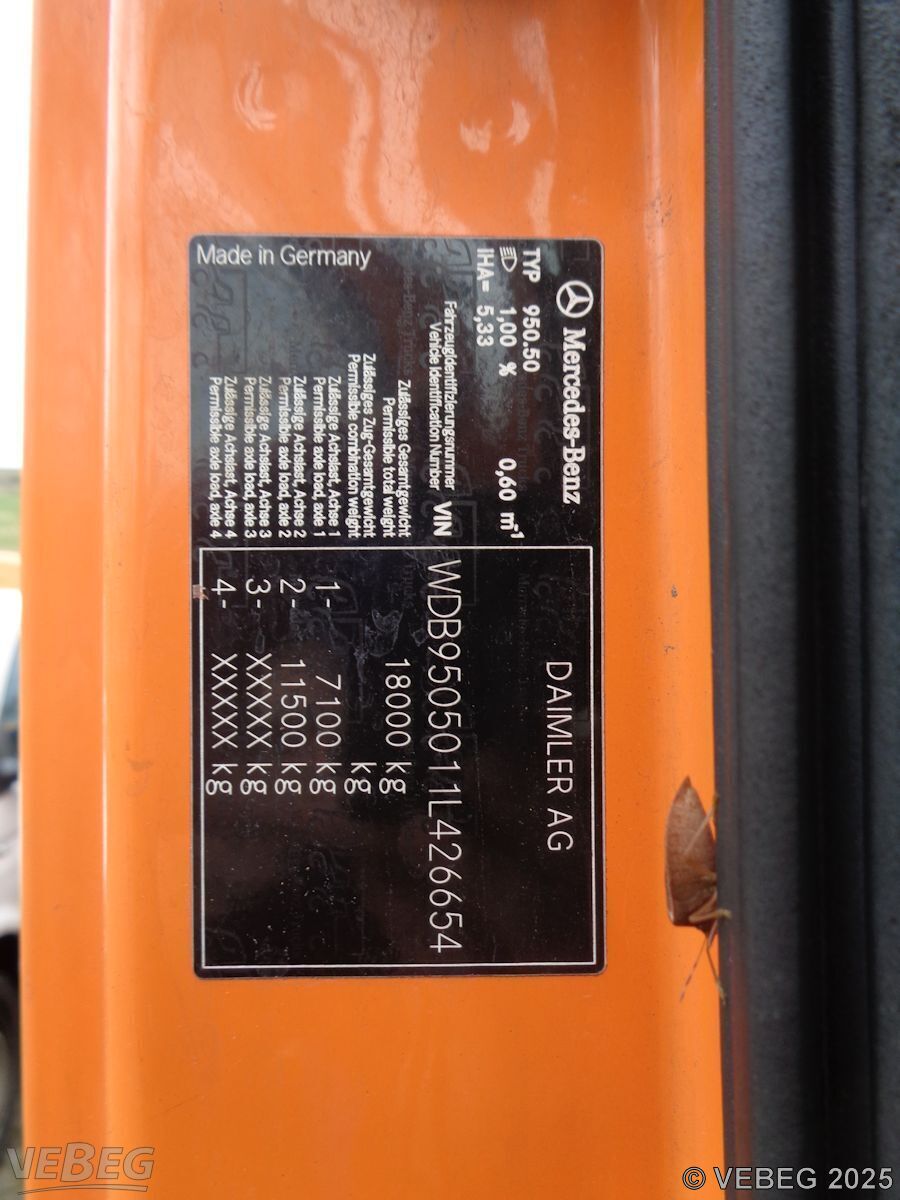 Mercedes-Benz
DAIMLER AG
TYP 950.50
1,00 % 0,60 m-1
IHA= 5,33
Fahrzeugidentifizierungsnummer
Vehicle Identification Number VIN WDB9505011L426654
Zulässiges Gesamtgewicht
Permissible total weight 18000 kg
Zulässiges Zug-Gesamtgewicht
Permissible combination weight kg
Zulässige Achslast, Achse 1
Permissible axle load, axle 1 1- 7100 kg
Zulässige Achslast, Achse 2
Permissible axle load, axle 2 2- 11500 kg
Zulässige Achslast, Achse 3
Permissible axle load, axle 3 3- XXXXX kg
Zulässige Achslast, Achse 4
Permissible axle load, axle 4 4- XXXXX kg
Made in Germany
VEBEG
© VEBEG 2025